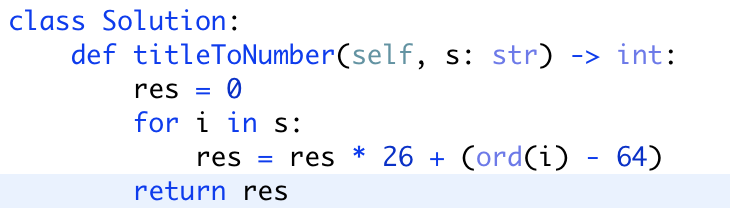 class Solution:
    def titleToNumber(self, s: str) -> int:
        res = 0
        for i in s:
            res = res * 26 + (ord(i) - 64)
        return res